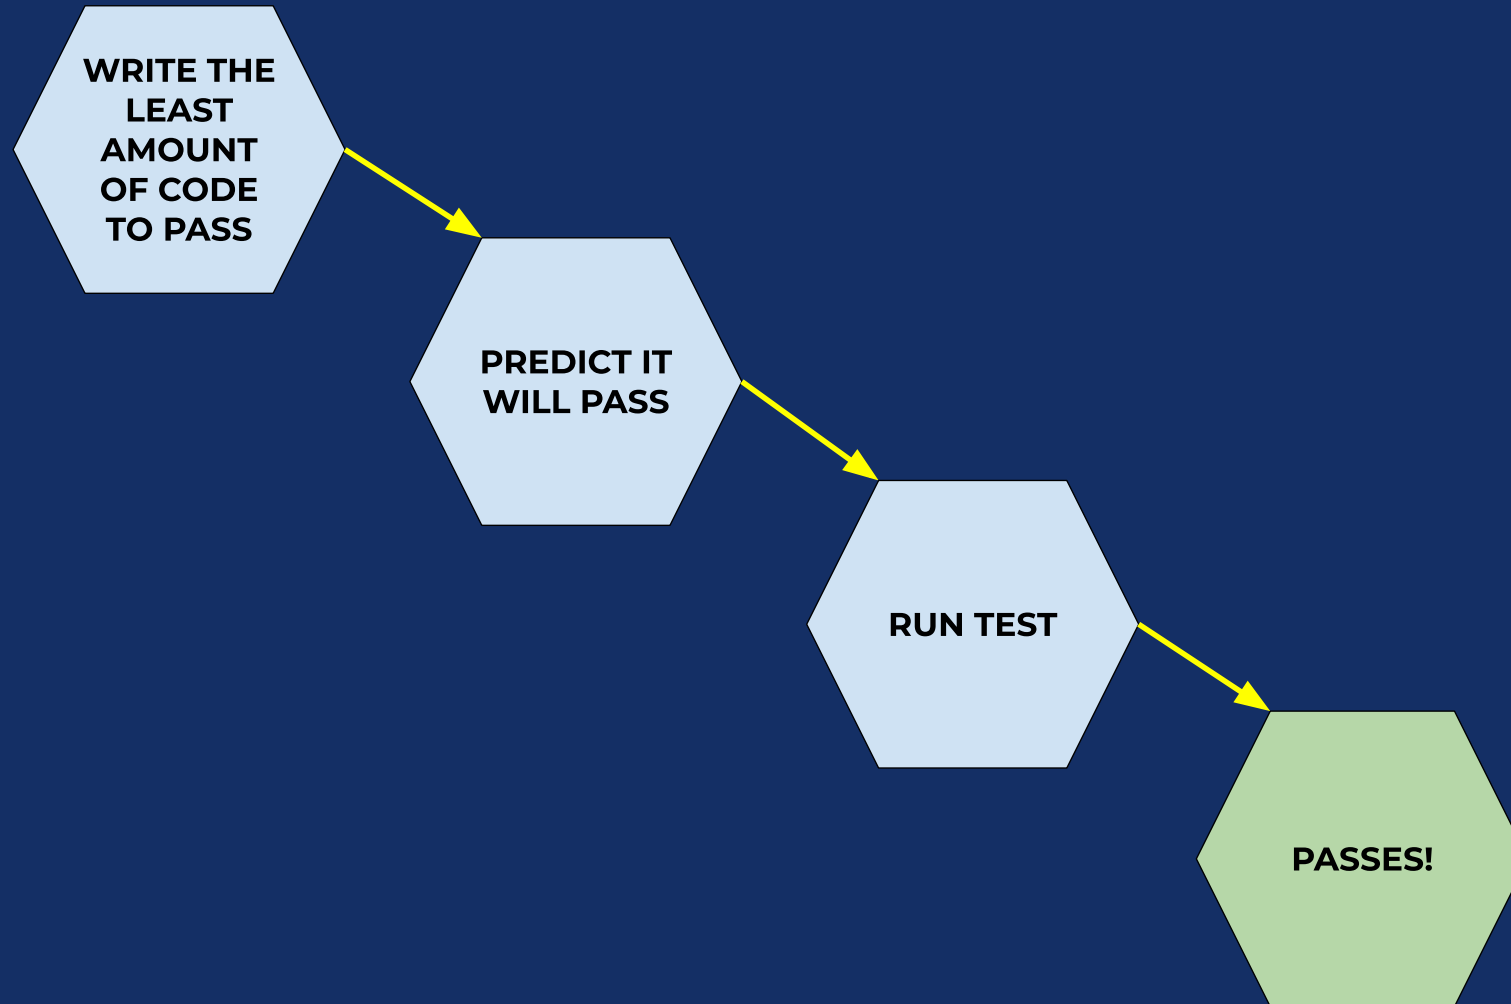 WRITE THE
LEAST
AMOUNT
OF CODE
TO PASS
PREDICT IT
WILL PASS
RUN TEST
PASSES!